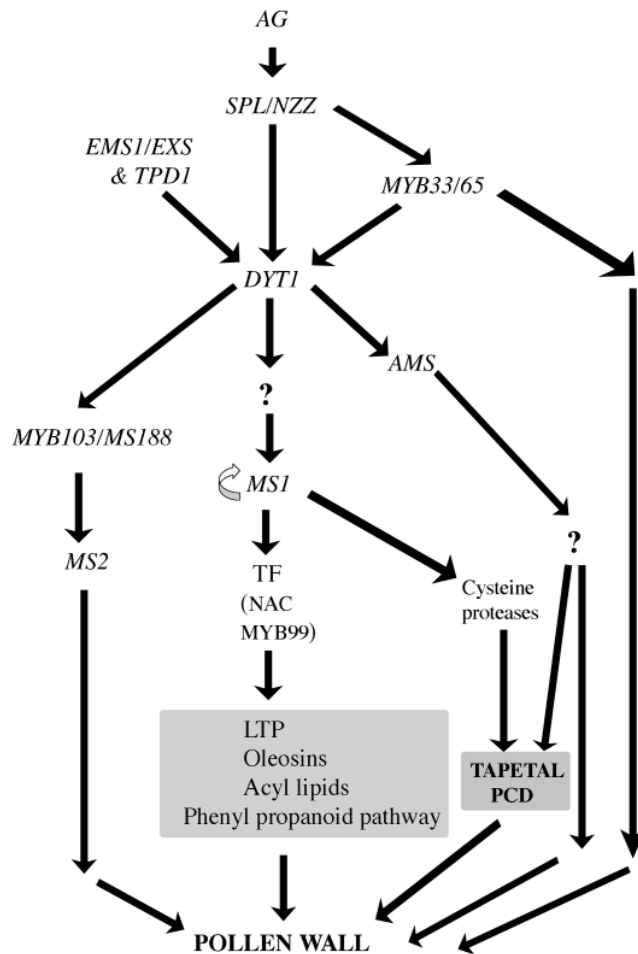 AG
SPL/NZZ
EMS1/EXS
& TPD1
MYB33/65
DYT1
AMS
?
MYB103/MS188
MS1
?
MS2
TF
(NAC
MYB99)
Cysteine
proteases
LTP
Oleosins
Acyl lipids
Phenyl propanoid pathway
TAPETAL
PCD
POLLEN WALL